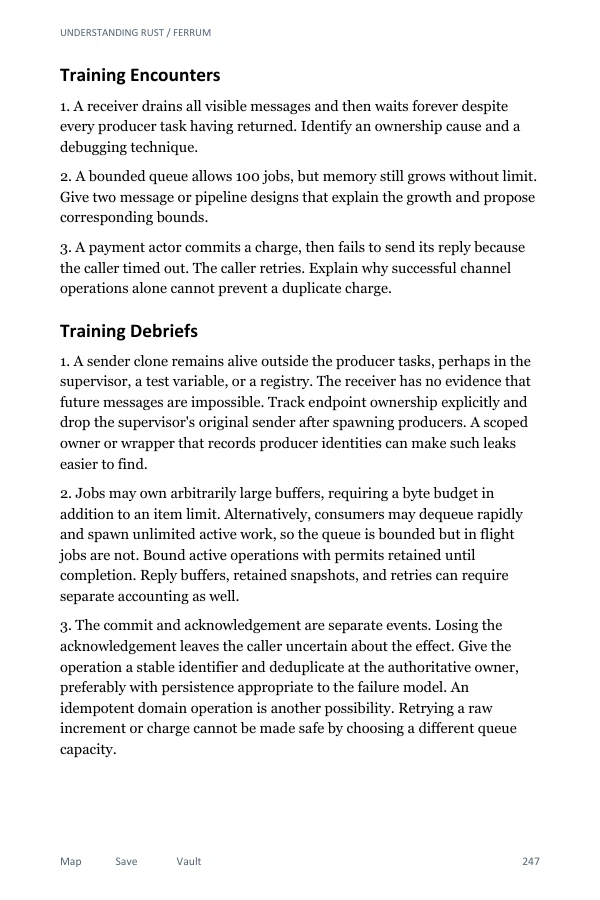 UNDERSTANDING RUST / FERRUM
Training Encounters
1. A receiver drains all visible messages and then waits forever despite
every producer task having returned. Identify an ownership cause and a
debugging technique.
2. A bounded queue allows 100 jobs, but memory still grows without limit.
Give two message or pipeline designs that explain the growth and propose
corresponding bounds.
3. A payment actor commits a charge, then fails to send its reply because
the caller timed out. The caller retries. Explain why successful channel
operations alone cannot prevent a duplicate charge.
Training Debriefs
1. A sender clone remains alive outside the producer tasks, perhaps in the
supervisor, a test variable, or a registry. The receiver has no evidence that
future messages are impossible. Track endpoint ownership explicitly and
drop the supervisor's original sender after spawning producers. A scoped
owner or wrapper that records producer identities can make such leaks
easier to find.
2. Jobs may own arbitrarily large buffers, requiring a byte budget in
addition to an item limit. Alternatively, consumers may dequeue rapidly
and spawn unlimited active work, so the queue is bounded but in flight
jobs are not. Bound active operations with permits retained until
completion. Reply buffers, retained snapshots, and retries can require
separate accounting as well.
3. The commit and acknowledgement are separate events. Losing the
acknowledgement leaves the caller uncertain about the effect. Give the
operation a stable identifier and deduplicate at the authoritative owner,
preferably with persistence appropriate to the failure model. An
idempotent domain operation is another possibility. Retrying a raw
increment or charge cannot be made safe by choosing a different queue
capacity.
Map Save Vault 247